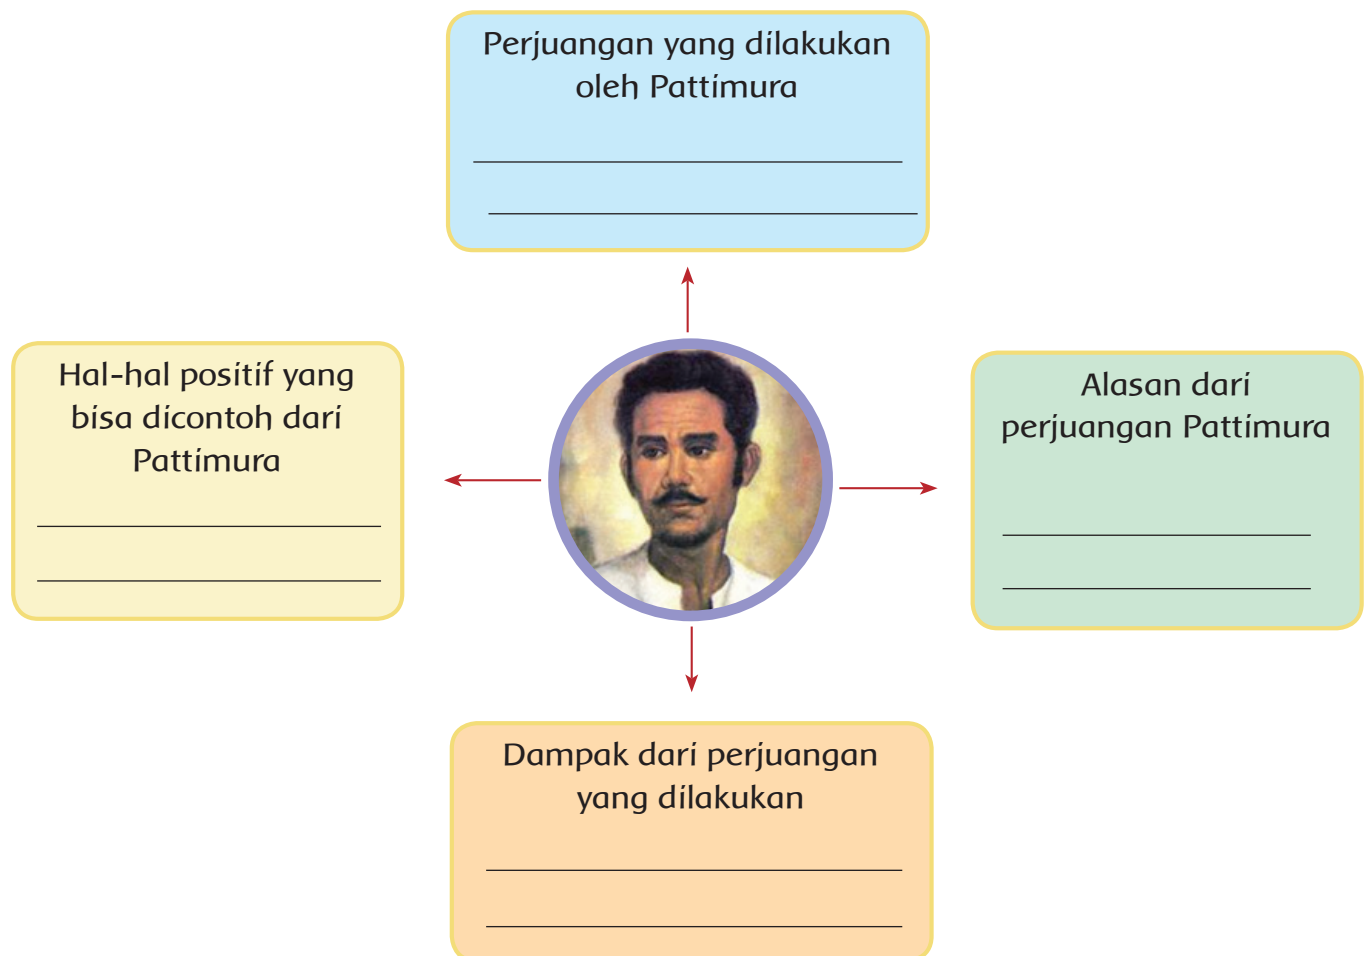 Perjuangan yang dilakukan
oleh Pattimura
Hal-hal positif yang
bisa dicontoh dari
Pattimura
Alasan dari
perjuangan Pattimura
Dampak dari perjuangan
yang dilakukan